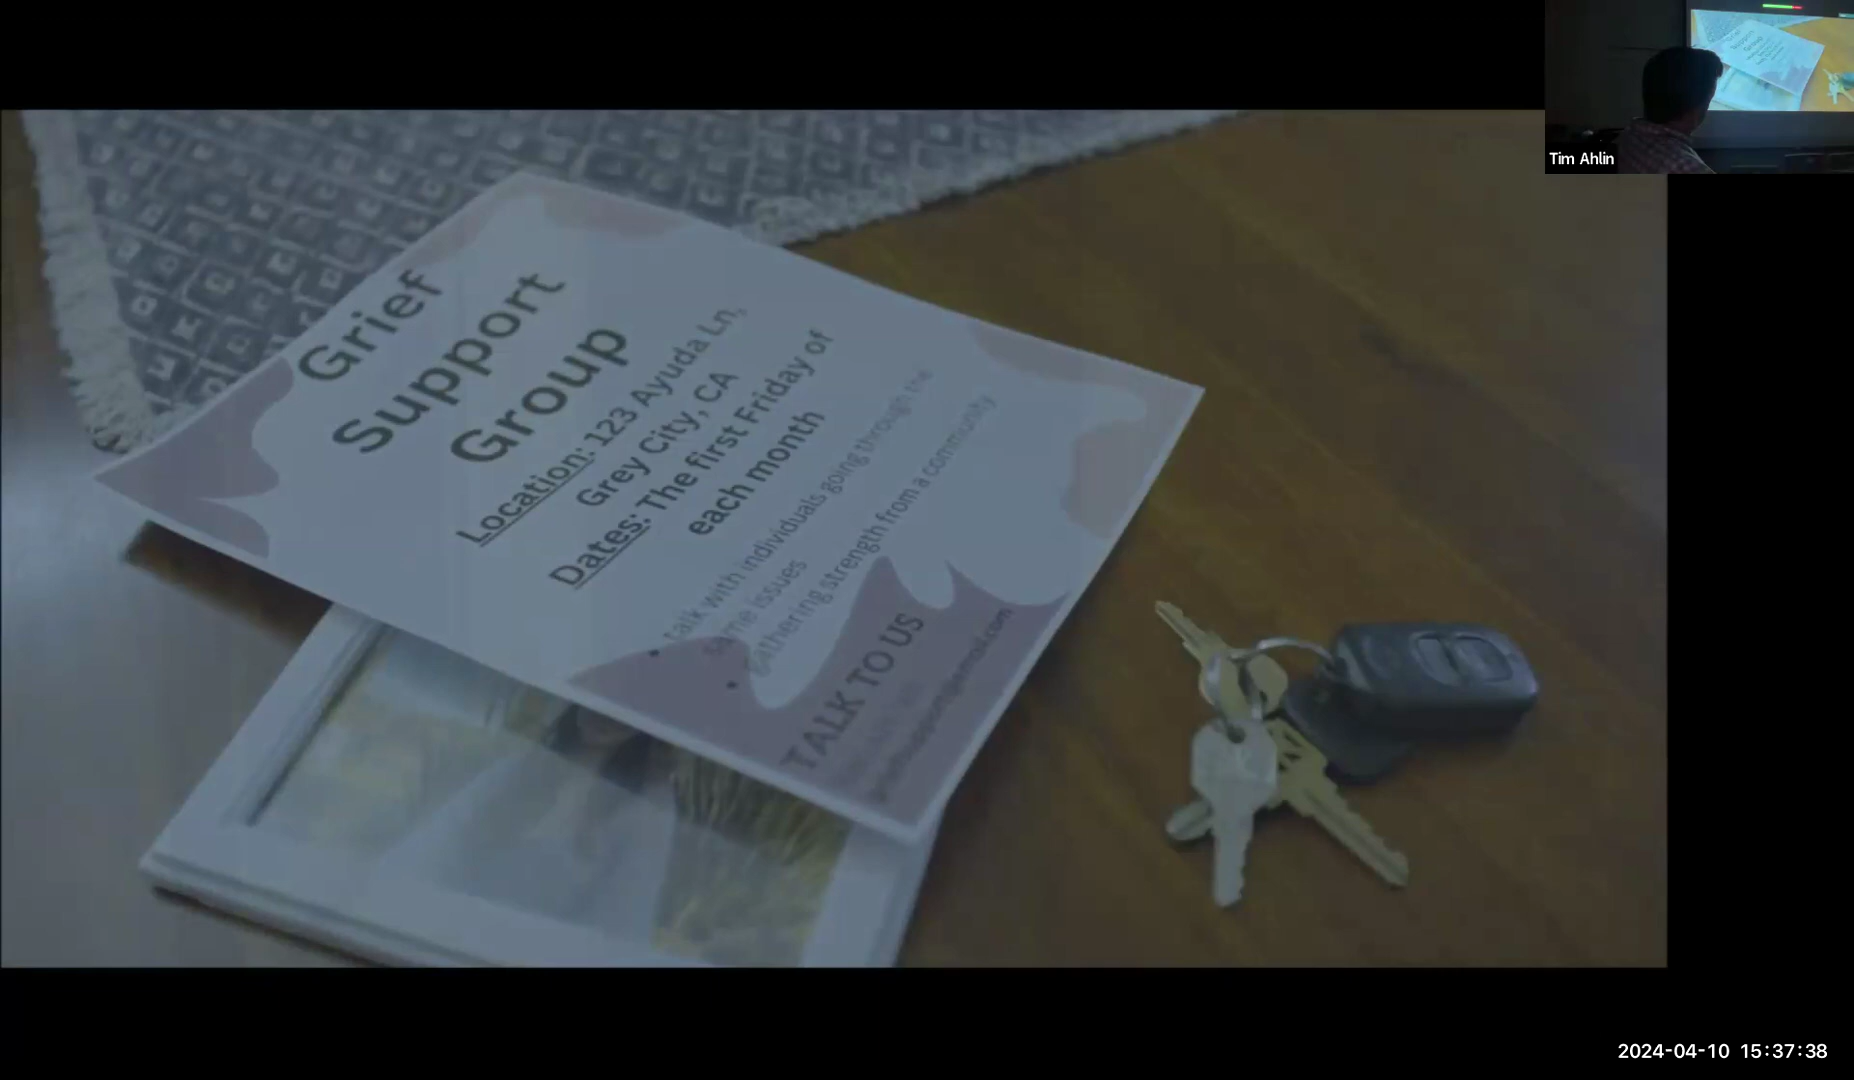 Grief
Support
Group
Location: 123 Ayuda Ln,
Grey City, CA
Dates: The first Friday of
each month
talk with individuals going through the
same issues
gathering strength from a community
TALK TO US
Tim Ahlin
2024-04-10 15:37:38